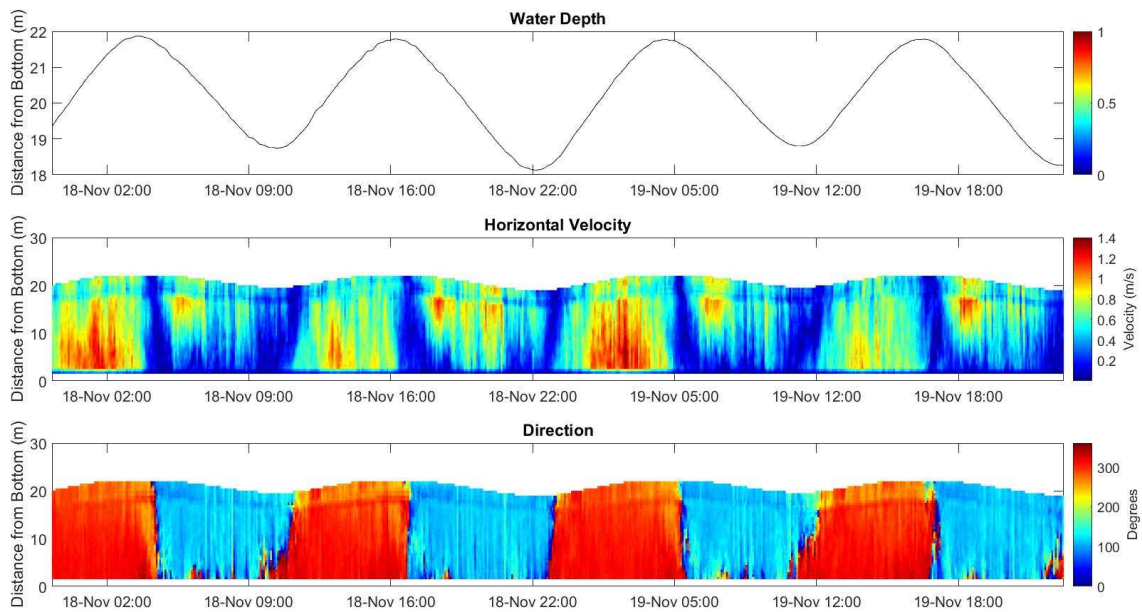 Water Depth
Distance from Bottom (m)
22
21
20
19
18
18-Nov 02:00 18-Nov 09:00 18-Nov 16:00 18-Nov 22:00 19-Nov 05:00 19-Nov 12:00 19-Nov 18:00
1
0.5
0
Horizontal Velocity
Distance from Bottom (m)
30
20
10
0
18-Nov 02:00 18-Nov 09:00 18-Nov 16:00 18-Nov 22:00 19-Nov 05:00 19-Nov 12:00 19-Nov 18:00
1.4
1.2
1
0.8
0.6
0.4
0.2
Velocity (m/s)
Direction
Distance from Bottom (m)
30
20
10
0
18-Nov 02:00 18-Nov 09:00 18-Nov 16:00 18-Nov 22:00 19-Nov 05:00 19-Nov 12:00 19-Nov 18:00
300
200
100
0
Degrees